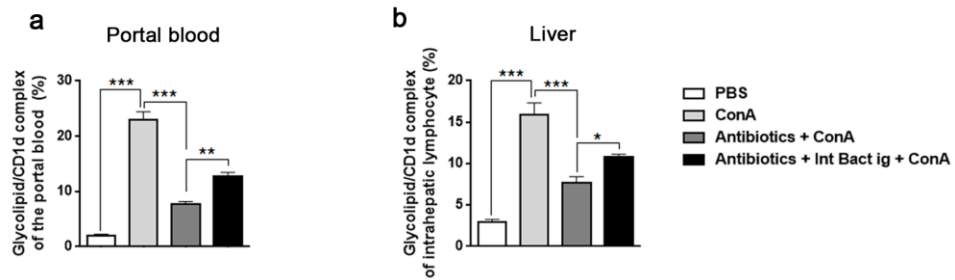 a
Portal blood
Glycolipid/CD1d complex
of the portal blood (%)
30
20
10
0
***
***
**
b
Liver
Glycolipid/CD1d complex
of intrahepatic lymphocyte (%)
20
15
10
5
0
***
***
*
PBS
ConA
Antibiotics + ConA
Antibiotics + Int Bact ig + ConA